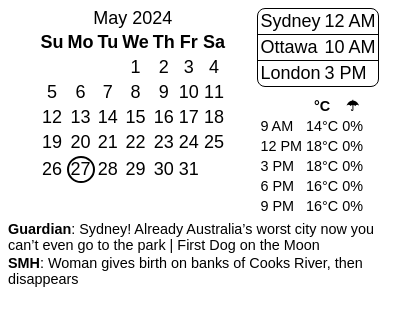 May 2024
Su Mo Tu We Th Fr Sa
1 2 3 4
5 6 7 8 9 10 11
12 13 14 15 16 17 18
19 20 21 22 23 24 25
26 27 28 29 30 31
Sydney 12 AM
Ottawa 10 AM
London 3 PM
°C ☂
9 AM 14°C 0%
12 PM 18°C 0%
3 PM 18°C 0%
6 PM 16°C 0%
9 PM 16°C 0%
Guardian: Sydney! Already Australia's worst city now you
can't even go to the park | First Dog on the Moon
SMH: Woman gives birth on banks of Cooks River, then
disappears